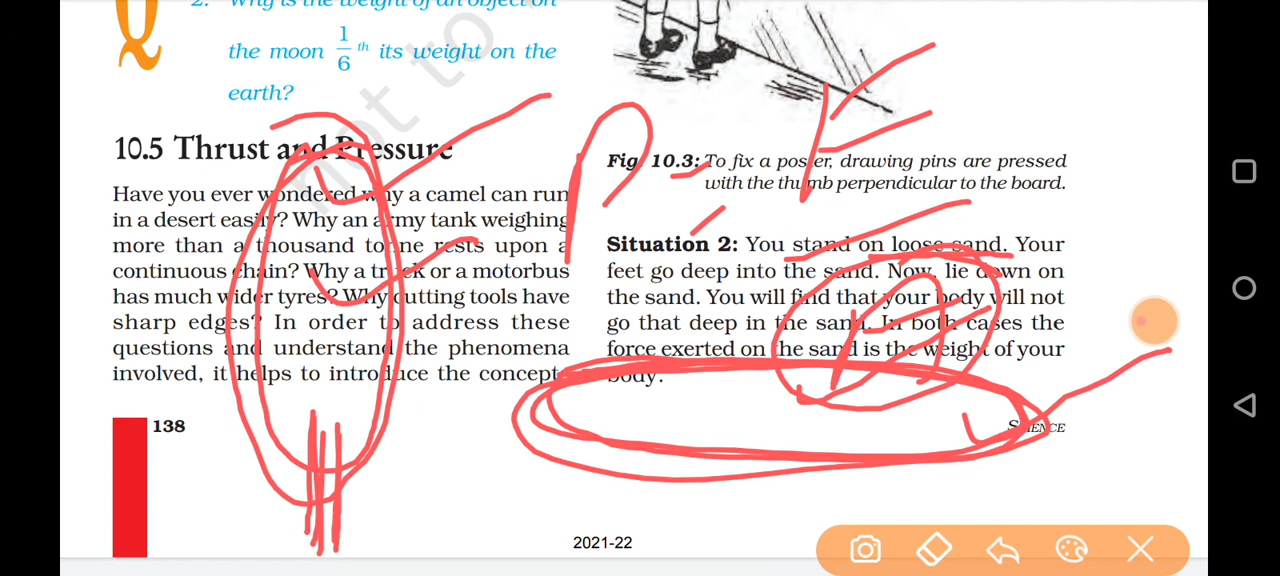 Q
2. Why is the weight of an object on
the moon 1/6 th its weight on the
earth?
not to
10.5 Thrust and Pressure
Have you ever wondered why a camel can run
in a desert easily? Why an army tank weighing
more than a thousand tonne rests upon a
continuous chain? Why a truck or a motorbus
has much wider tyres? Why cutting tools have
sharp edges? In order to address these
questions and understand the phenomena
involved, it helps to introduce the concept
138
Fig. 10.3: To fix a poster, drawing pins are pressed
with the thumb perpendicular to the board.
Situation 2: You stand on loose sand. Your
feet go deep into the sand. Now, lie down on
the sand. You will find that your body will not
go that deep in the sand. In both cases the
force exerted on the sand is the weight of your
body.
SCIENCE
2021-22